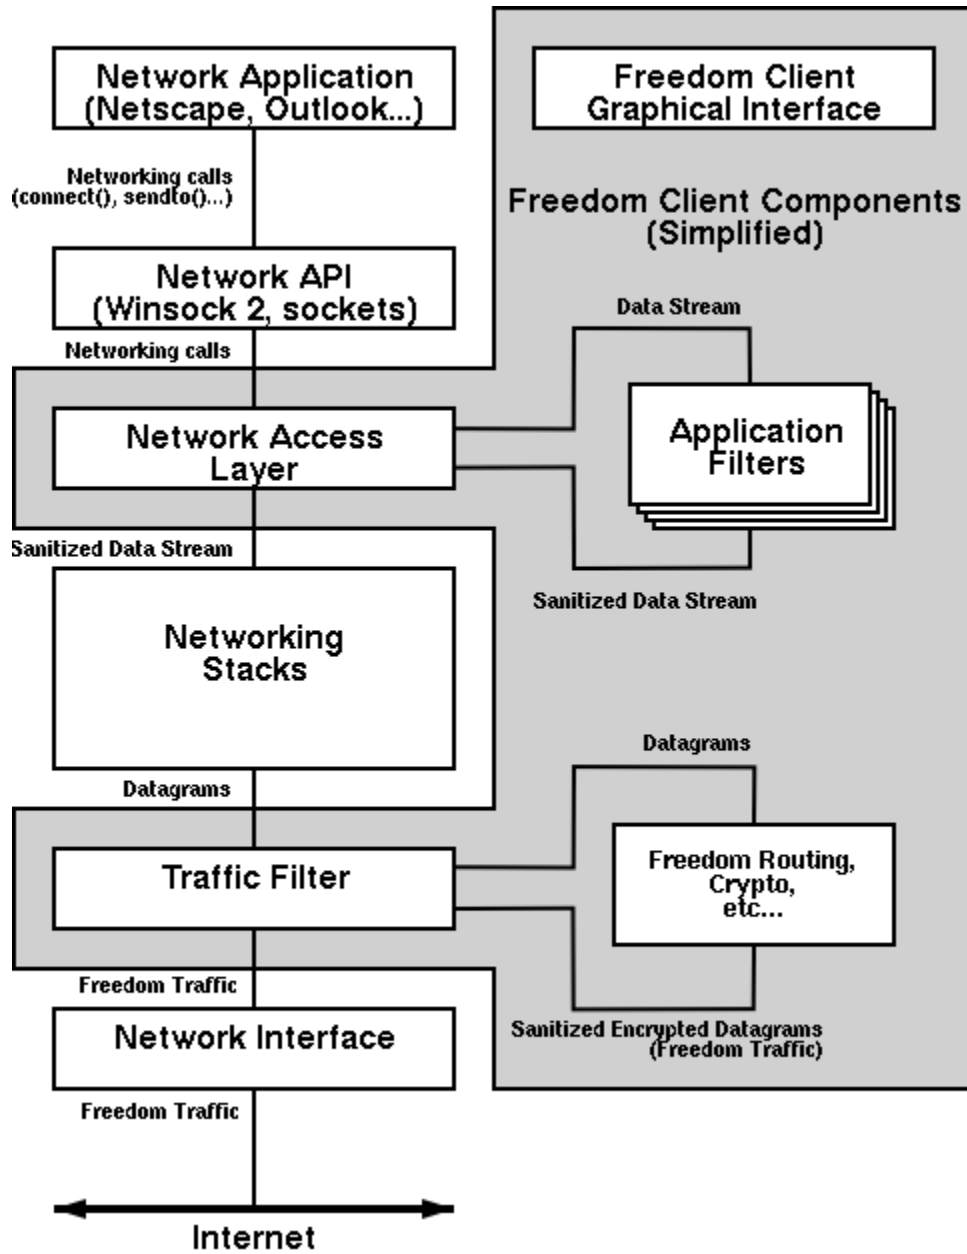 Network Application
(Netscape, Outlook...)
Freedom Client
Graphical Interface
Networking calls
(connect(), sendto()...)
Freedom Client Components
(Simplified)
Network API
(Winsock 2, sockets)
Data Stream
Networking calls
Network Access
Layer
Application
Filters
Sanitized Data Stream
Sanitized Data Stream
Networking
Stacks
Datagrams
Datagrams
Traffic Filter
Freedom Routing,
Crypto,
etc...
Freedom Traffic
Sanitized Encrypted Datagrams
(Freedom Traffic)
Network Interface
Freedom Traffic
Internet